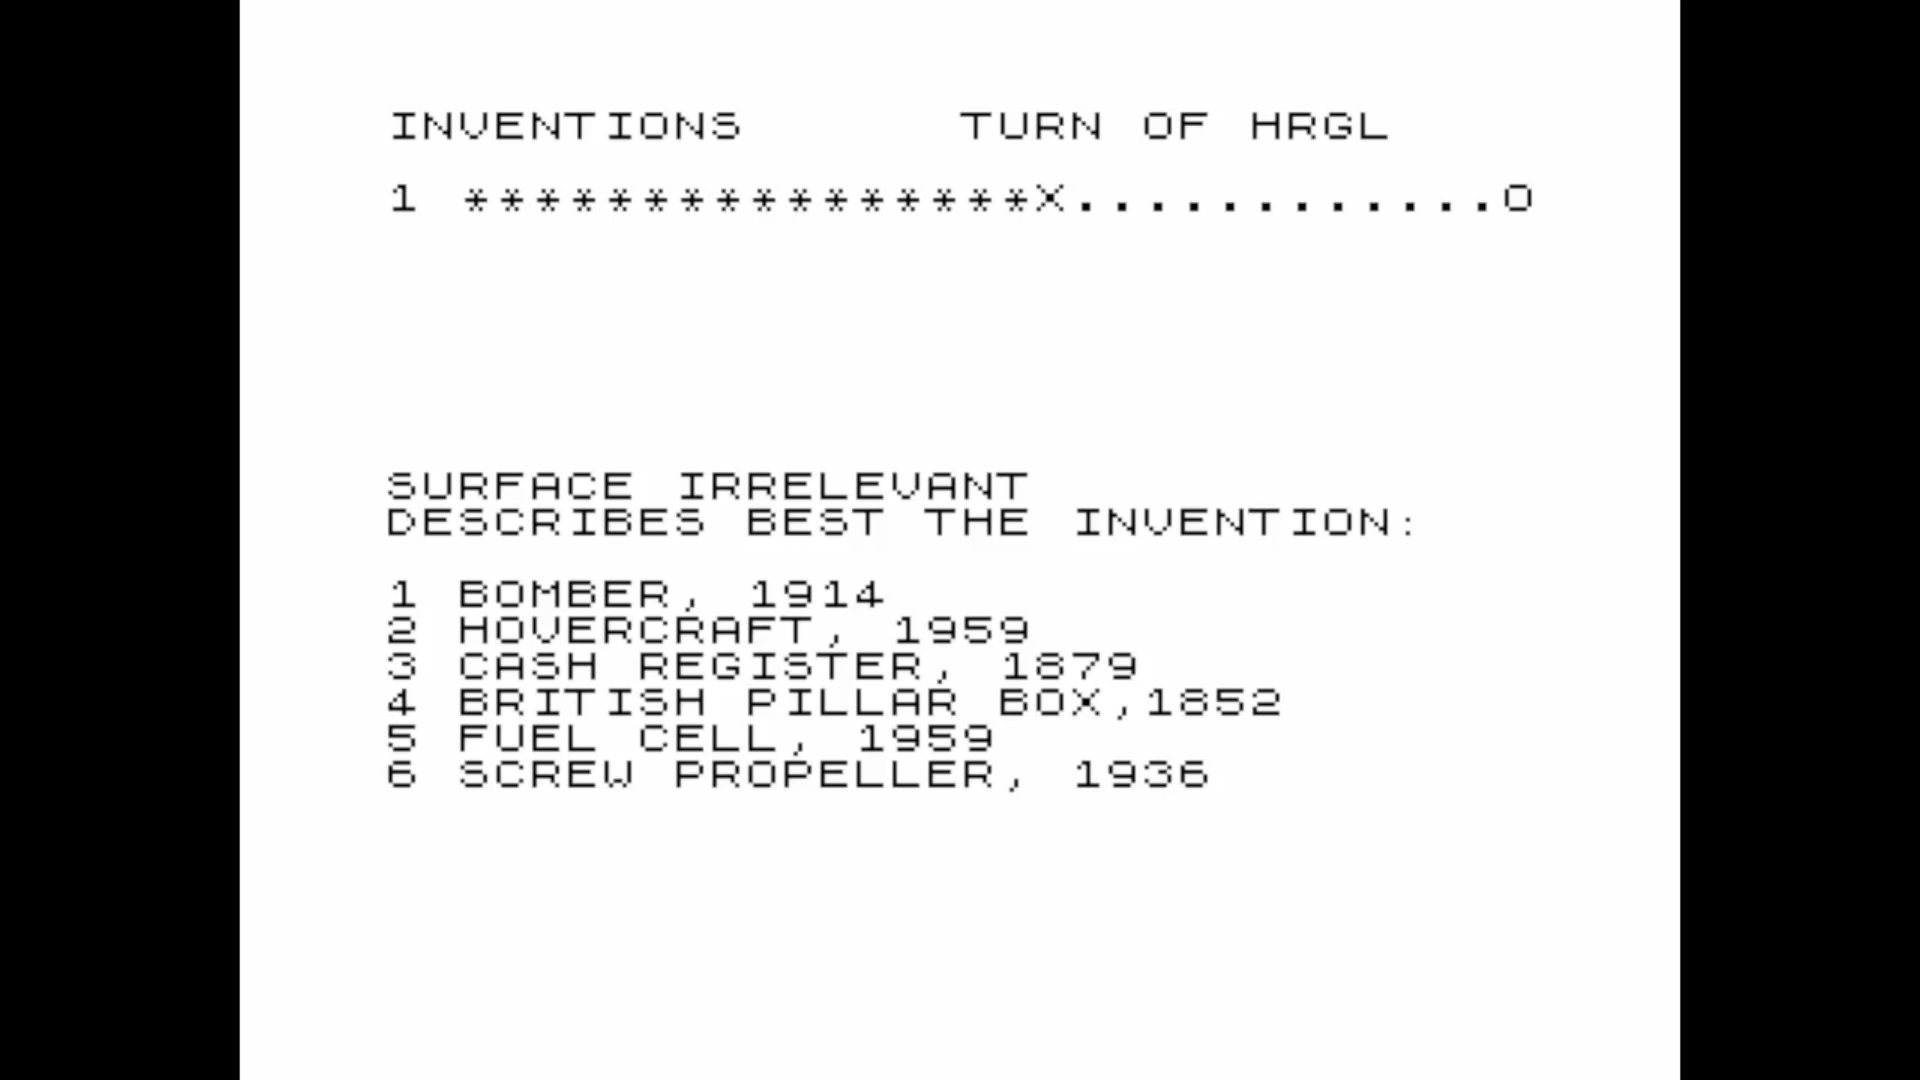 INVENTIONS TURN OF HRGL
1 ****************X............O
SURFACE IRRELEVANT
DESCRIBES BEST THE INVENTION:
1 BOMBER, 1914
2 HOVERCRAFT, 1959
3 CASH REGISTER, 1879
4 BRITISH PILLAR BOX,1852
5 FUEL CELL, 1959
6 SCREW PROPELLER, 1936